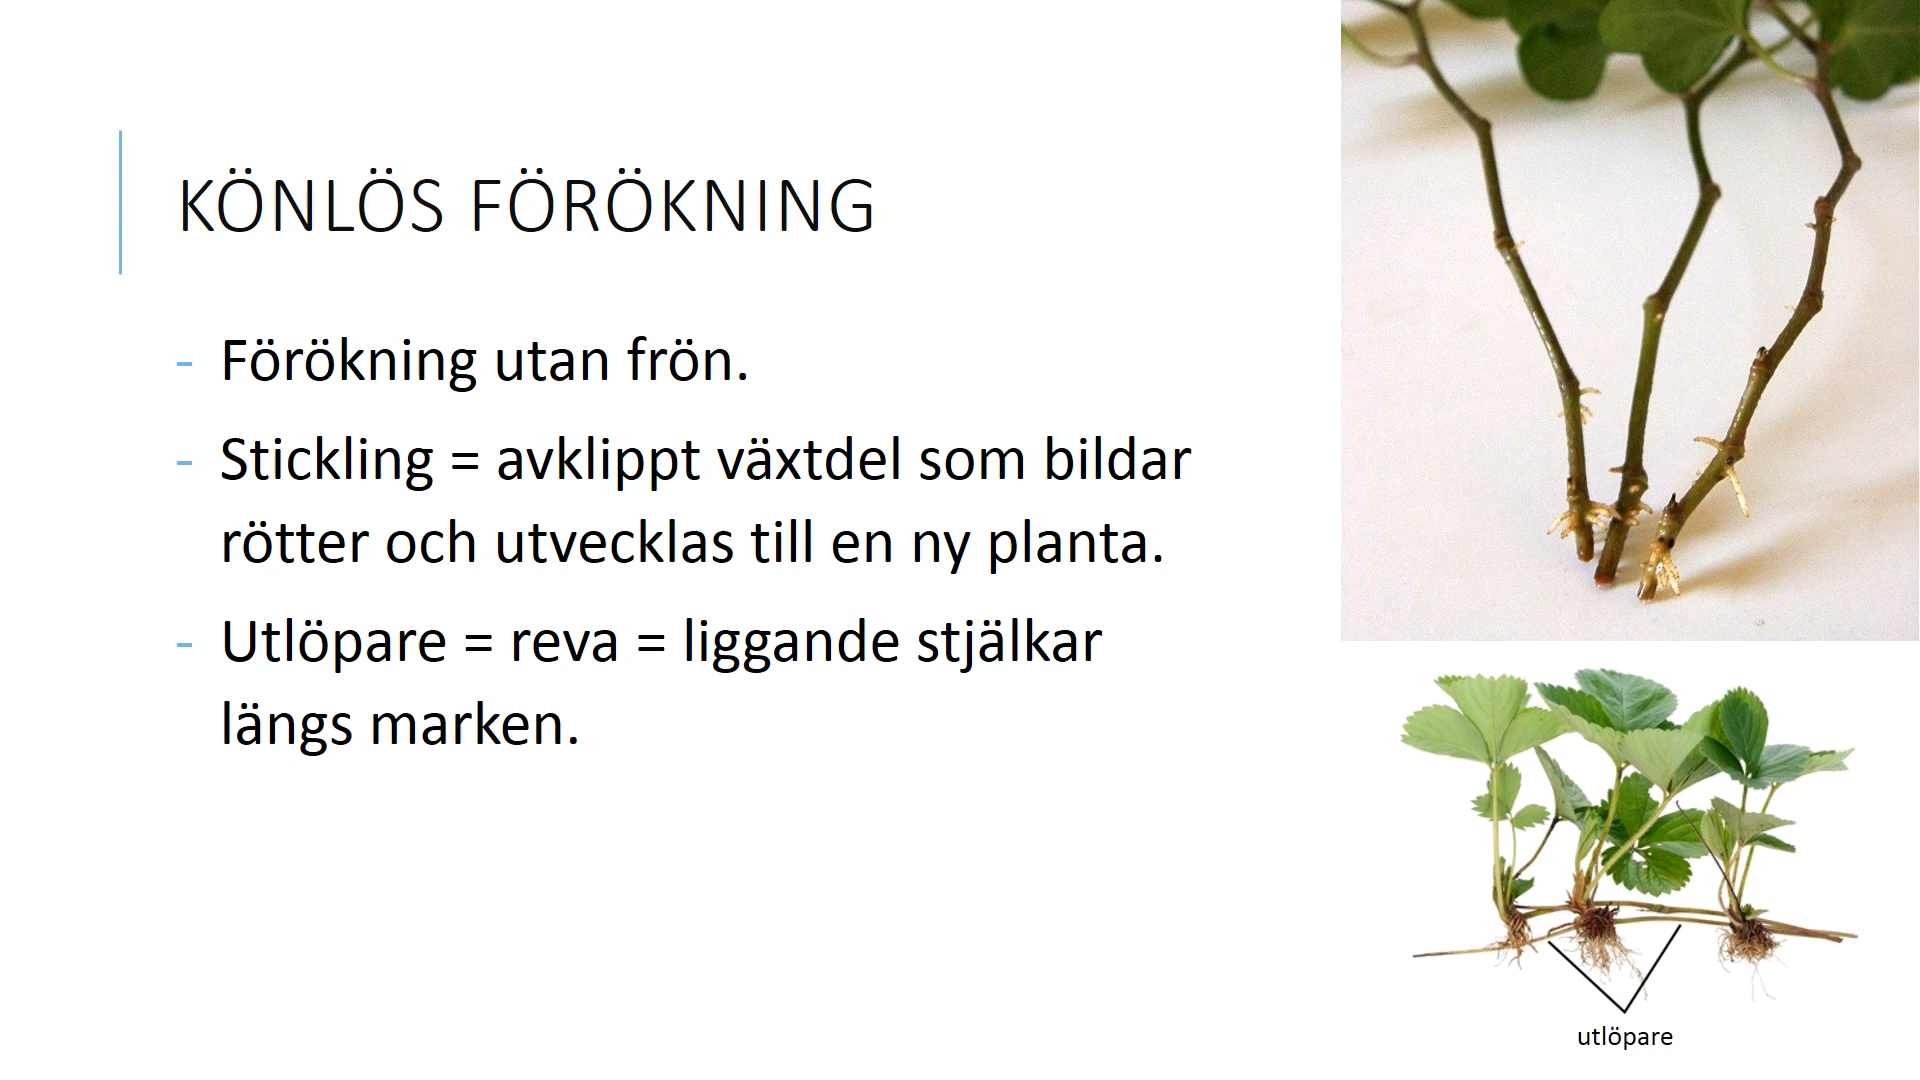 KÖNLÖS FÖRÖKNING
- Förökning utan frön.
- Stickling = avklippt växtdel som bildar
rötter och utvecklas till en ny planta.
- Utlöpare = reva = liggande stjälkar
längs marken.
utlöpare